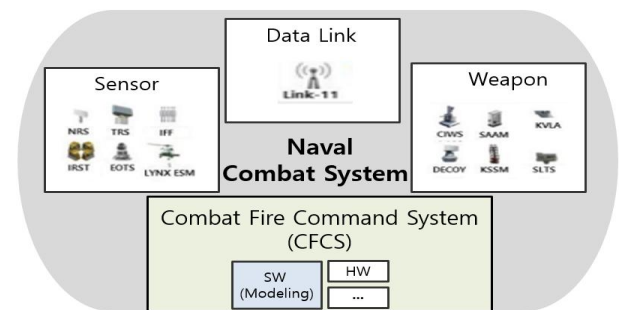 Data Link
Link-11
Sensor
NRS TRS IFF
IRST EOTS LYNX ESM
Weapon
CIWS SAAM KVLA
DECOY KSSM SLTS
Naval
Combat System
Combat Fire Command System
(CFCS)
SW
(Modeling)
HW
...